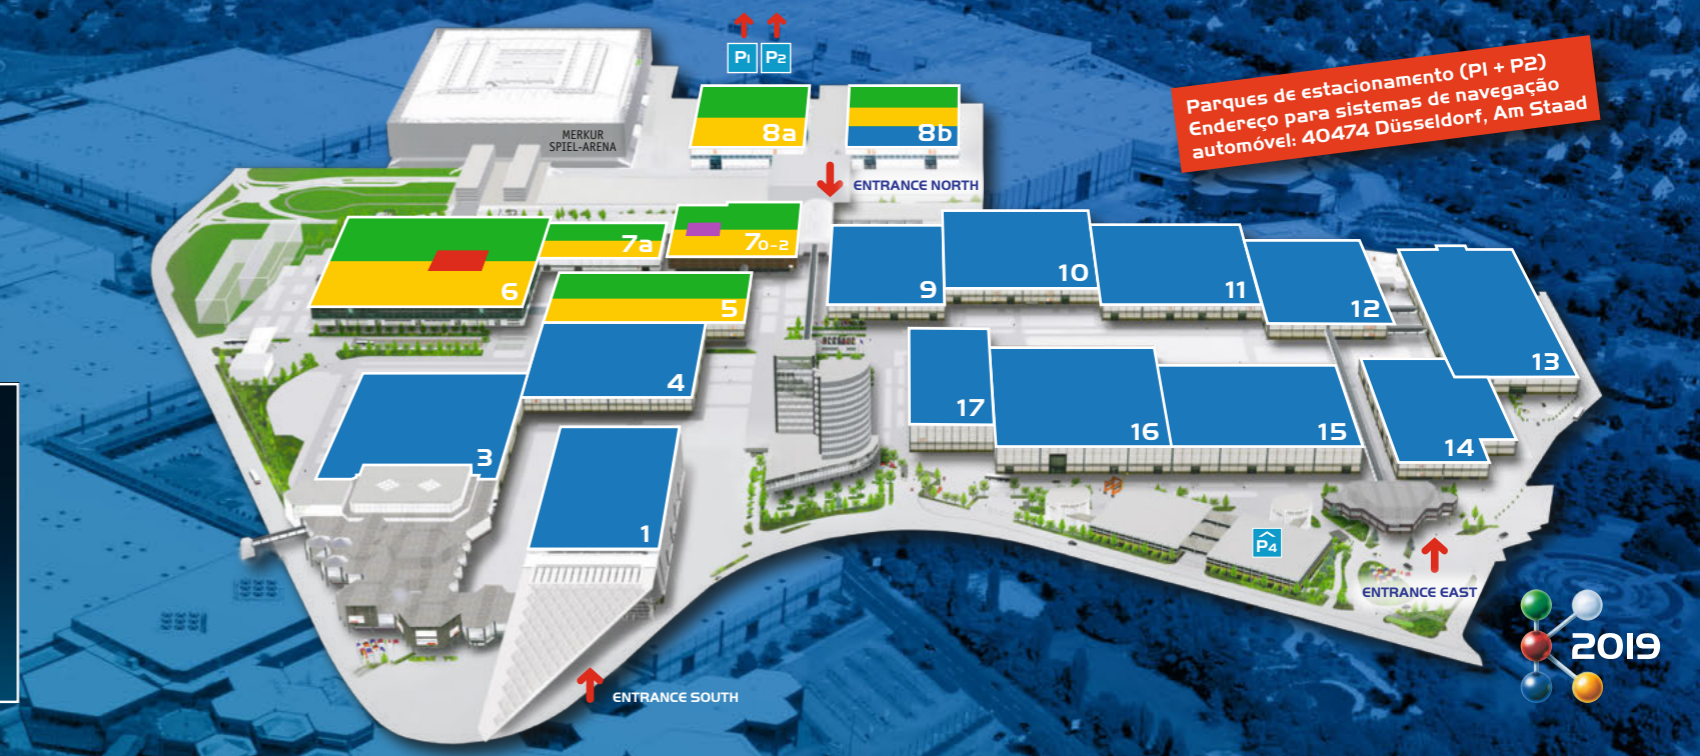 P1 P2
Parques de estacionamento (P1 + P2)
Endereço para sistemas de navegação
automóvel: 40474 Düsseldorf, Am Staad
MERKUR
SPIEL-ARENA
8a
8b
ENTRANCE NORTH
7a
70-2
6
5
9
10
11
12
4
13
3
17
16
15
14
1
P4
ENTRANCE EAST
2019
ENTRANCE SOUTH